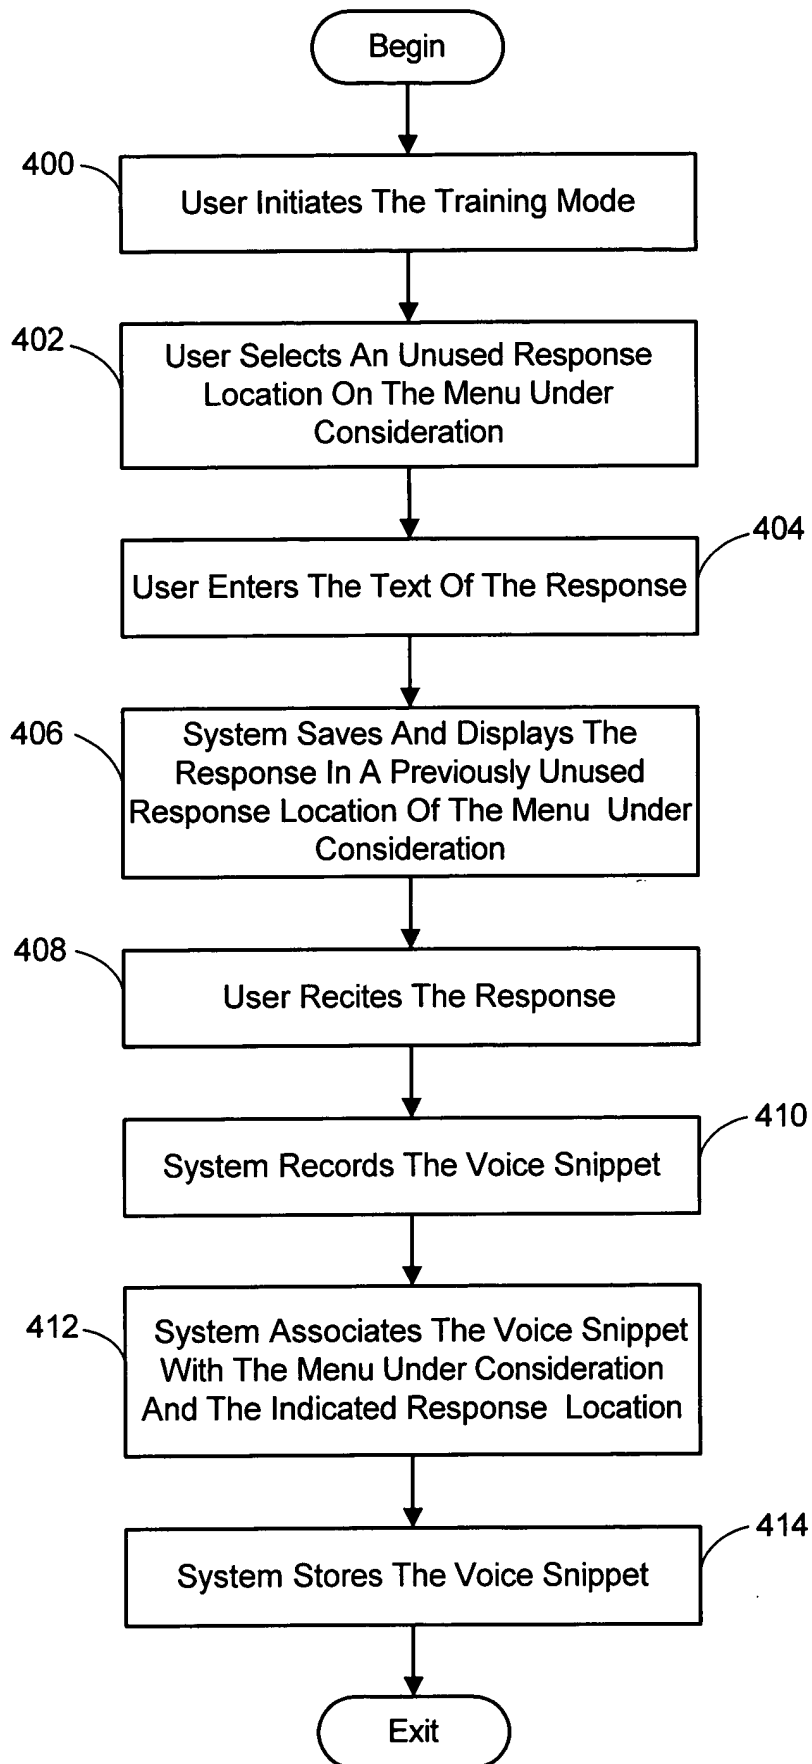 Begin
400
User Initiates The Training Mode
402
User Selects An Unused Response
Location On The Menu Under
Consideration
404
User Enters The Text Of The Response
406
System Saves And Displays The
Response In A Previously Unused
Response Location Of The Menu Under
Consideration
408
User Recites The Response
410
System Records The Voice Snippet
412
System Associates The Voice Snippet
With The Menu Under Consideration
And The Indicated Response Location
414
System Stores The Voice Snippet
Exit